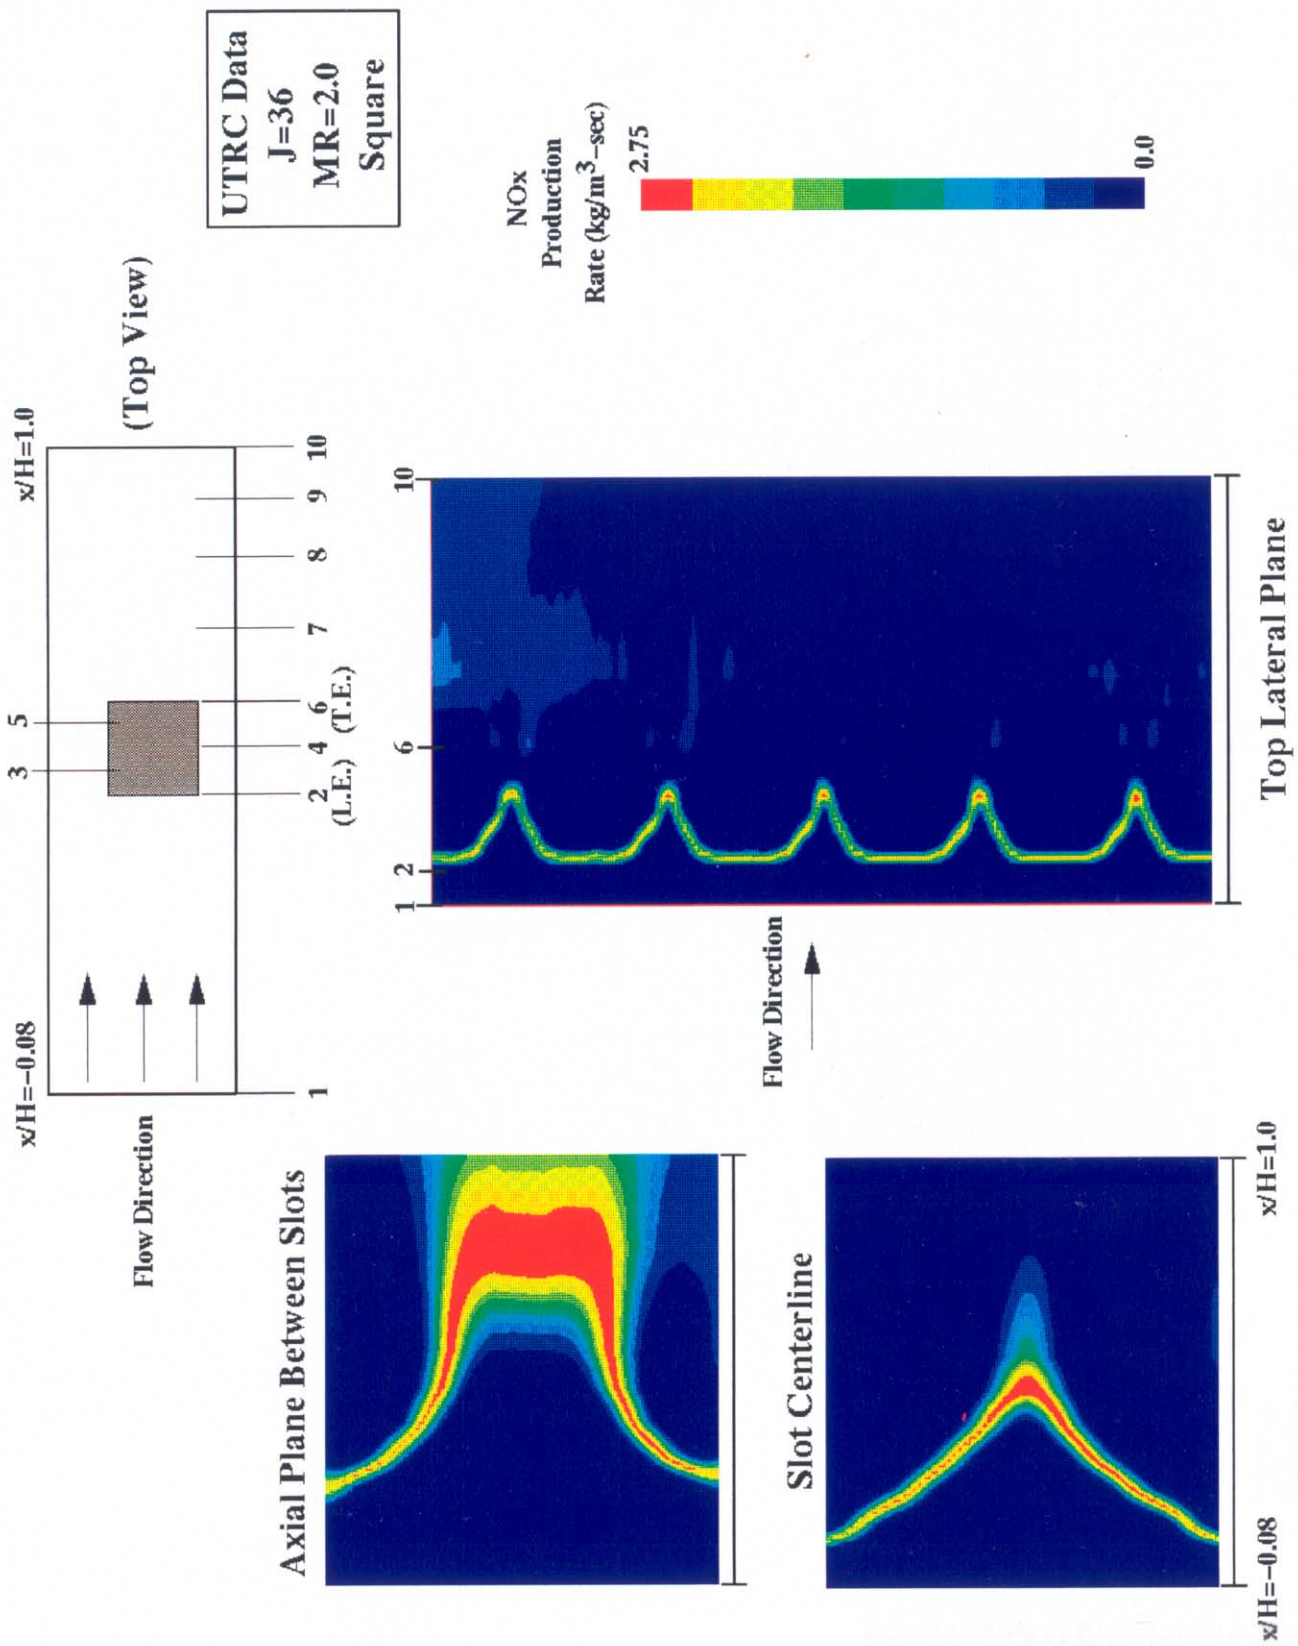 UTRC Data
J=36
MR=2.0
Square
x/H=−0.08
x/H=1.0
3
5
Flow Direction
(Top View)
1
2
4
6
7
8
9
10
(L.E.)
(T.E.)
NOx
Production
Rate (kg/m³−sec)
2.75
0.0
Axial Plane Between Slots
1
2
6
10
Flow Direction
Top Lateral Plane
Slot Centerline
x/H=−0.08
x/H=1.0